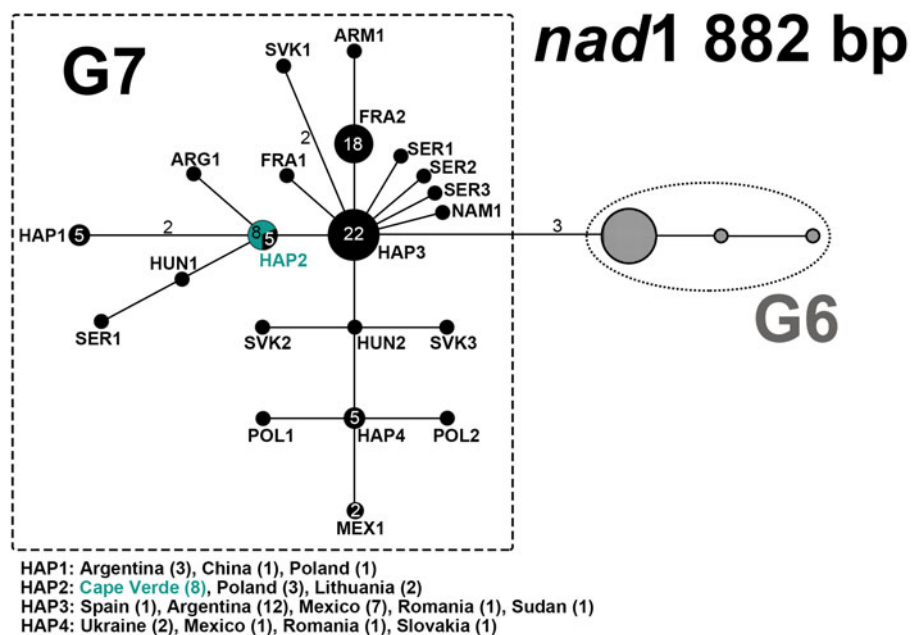 G7
nad1 882 bp
SVK1
ARM1
2
FRA2
18
ARG1
FRA1
SER1
SER2
SER3
NAM1
HAP1
5
2
8
5
HAP2
22
HAP3
3
HUN1
SER1
G6
SVK2
HUN2
SVK3
5
POL1
HAP4
POL2
2
MEX1
HAP1: Argentina (3), China (1), Poland (1)
HAP2: Cape Verde (8), Poland (3), Lithuania (2)
HAP3: Spain (1), Argentina (12), Mexico (7), Romania (1), Sudan (1)
HAP4: Ukraine (2), Mexico (1), Romania (1), Slovakia (1)